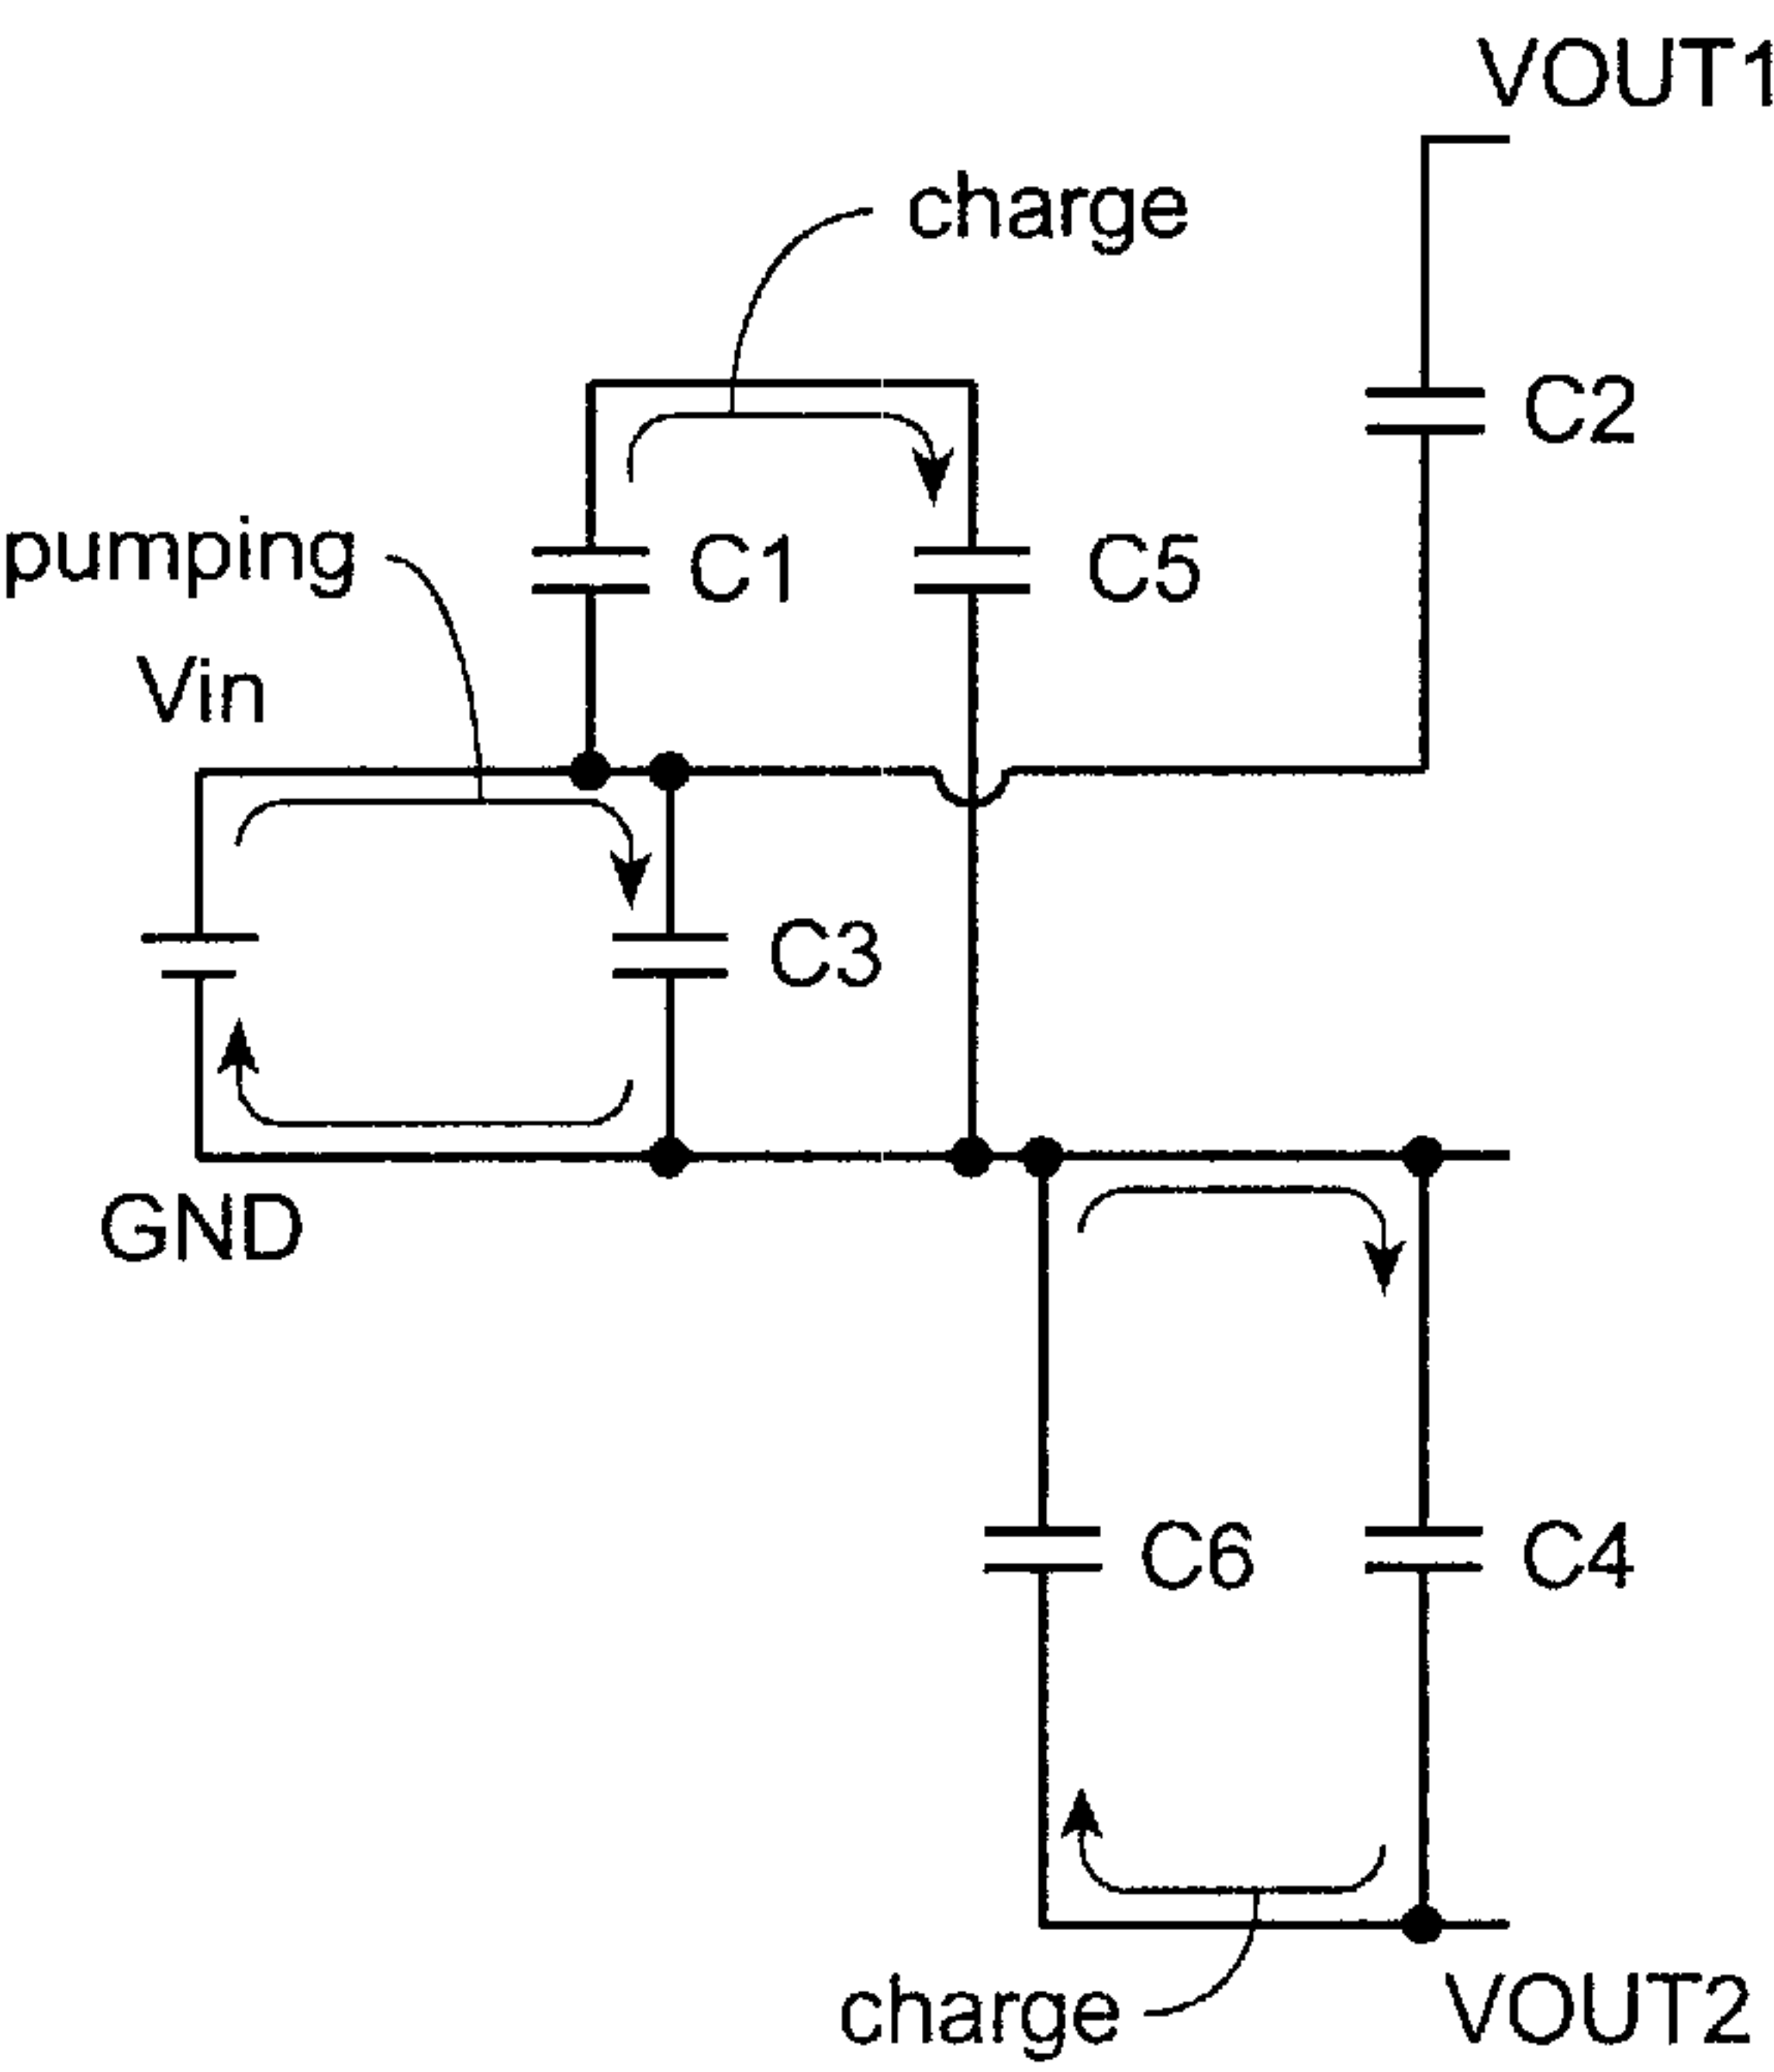 VOUT1
charge
C2
pumping
C1
C5
Vin
C3
GND
C6
C4
charge
VOUT2